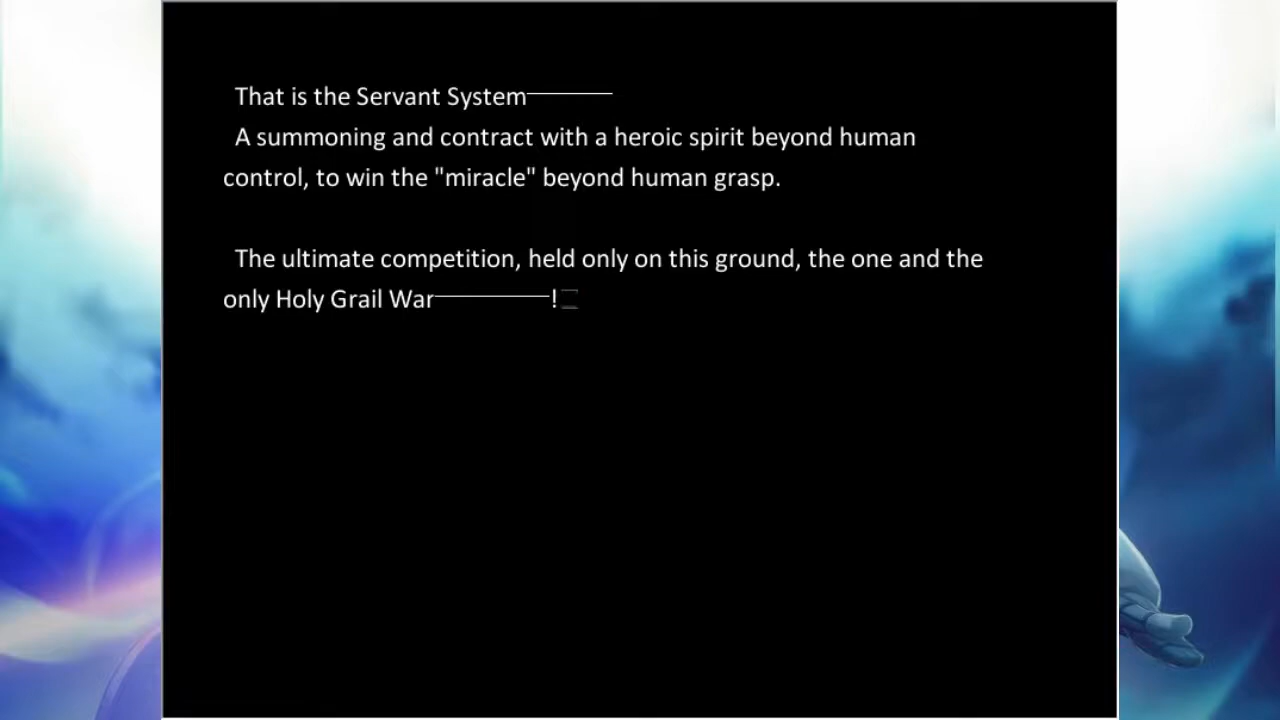 That is the Servant System―――
A summoning and contract with a heroic spirit beyond human
control, to win the "miracle" beyond human grasp.
The ultimate competition, held only on this ground, the one and the
only Holy Grail War――――!